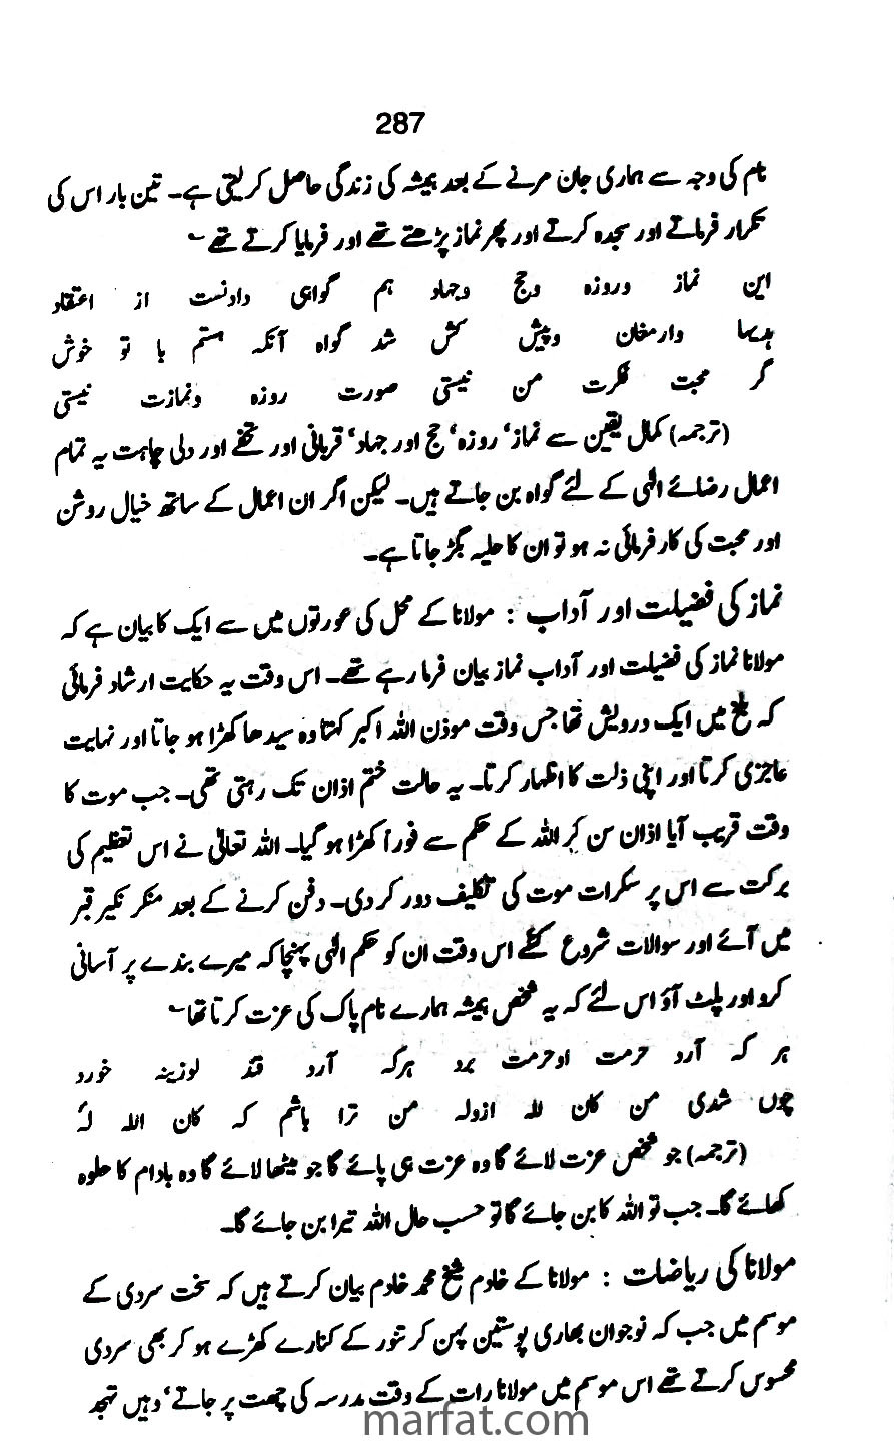 287
نام کی وجہ سے ہماری جان مرنے کے بعد ہمیشہ کی زندگی حاصل کر لیتی ہے۔ تین بار اس کی
تکرار فرماتے اور سجدہ کرتے اور پھر نماز پڑھتے تھے اور فرمایا کرتے تھے ؎
این نماز وروزہ وحج وجہاد ہم گواہی دادنست از اعتقاد
ہدیہا وارمغان وپیش کش شد گواہ آنکہ ہستم با تو خوش
گر محبت فکرت من نیستی صورت روزہ ونمازت نیستی
(ترجمہ) کمال یقین سے نماز، روزہ، حج اور جہاد، قربانی اور تحفے اور دلی چاہت یہ تمام
اعمال رضائے الٰہی کے لئے گواہ بن جاتے ہیں۔ لیکن اگر ان اعمال کے ساتھ خیال روشن
اور محبت کی کار فرمائی نہ ہو تو ان کا حلیہ بگڑ جاتا ہے۔
نماز کی فضیلت اور آداب : مولانا کے محل کی عورتوں میں سے ایک کا بیان ہے کہ
مولانا نماز کی فضیلت اور آداب نماز بیان فرما رہے تھے۔ اس وقت یہ حکایت ارشاد فرمائی
کہ بلخ میں ایک درویش تھا جس وقت موذن اللہ اکبر کہتا وہ سیدھا کھڑا ہو جاتا اور نہایت
عاجزی کرتا اور اپنی ذلت کا اظہار کرتا۔ یہ حالت ختم اذان تک رہتی تھی۔ جب موت کا
وقت قریب آیا اذان سن کر اللہ کے حکم سے فوراً کھڑا ہو گیا۔ اللہ تعالیٰ نے اس تعظیم کی
برکت سے اس پر سکرات موت کی تکلیف دور کر دی۔ دفن کرنے کے بعد منکر نکیر قبر
میں آئے اور سوالات شروع کئے اس وقت ان کو حکم الٰہی پہنچا کہ میرے بندے پر آسانی
کرو اور پلٹ آؤ اس لئے کہ یہ شخص ہمیشہ ہمارے نام پاک کی عزت کرتا تھا ؎
ہر کہ آرد حرمت اوحرمت برد ہرکہ آرد قند لوزینہ خورد
چوں شدی من کان للہ ازولہ من ترا باشم کہ کان اللہ لہٗ
(ترجمہ) جو شخص عزت لائے گا وہ عزت ہی پائے گا جو میٹھا لائے گا وہ بادام کا حلوہ
کھائے گا۔ جب تو اللہ کا بن جائے گا تو حسب حال اللہ تیرا بن جائے گا۔
مولانا کی ریاضات : مولانا کے خادم شیخ محمد خادم بیان کرتے ہیں کہ سخت سردی کے
موسم میں جب کہ نوجوان بھاری پوستین پہن کر تنور کے کنارے کھڑے ہو کر بھی سردی
محسوس کرتے تھے اس موسم میں مولانا رات کے وقت مدرسہ کی چھت پر جاتے، وہیں تہجد
marfat.com